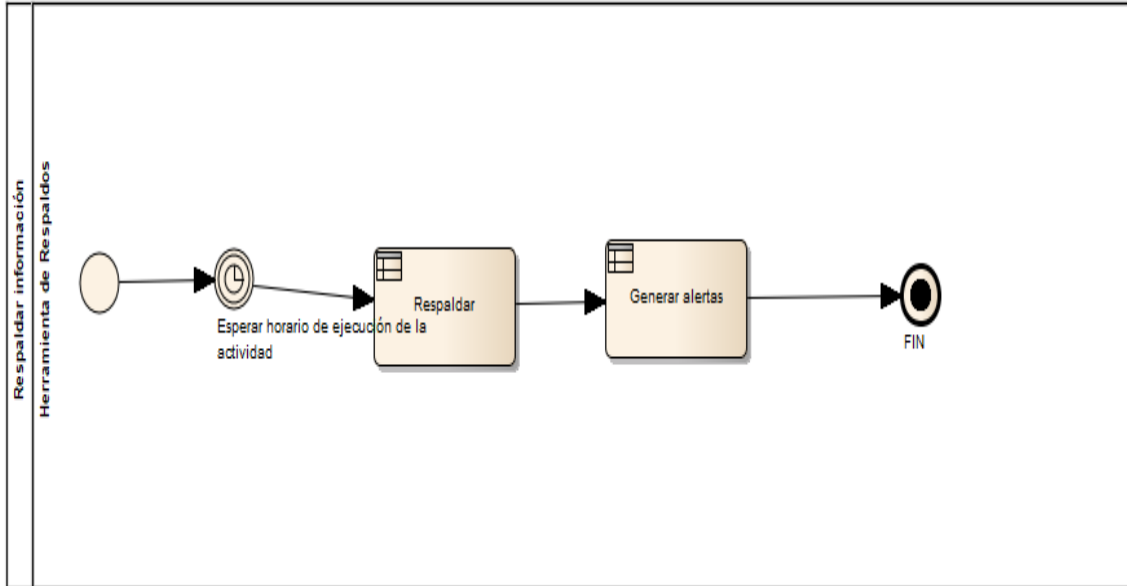 Respaldar información
Herramienta de Respaldos
Esperar horario de ejecución de la
actividad
Respaldar
Generar alertas
FIN